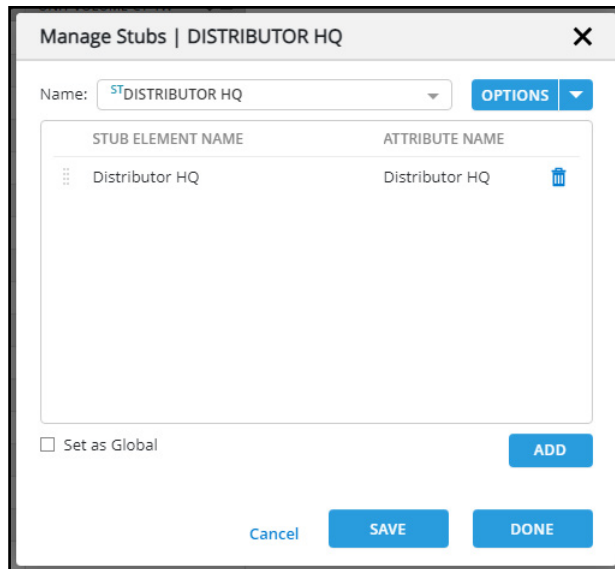 Manage Stubs | DISTRIBUTOR HQ
Name: STDISTRIBUTOR HQ OPTIONS
STUB ELEMENT NAME ATTRIBUTE NAME
Distributor HQ Distributor HQ
Set as Global
ADD
Cancel SAVE DONE